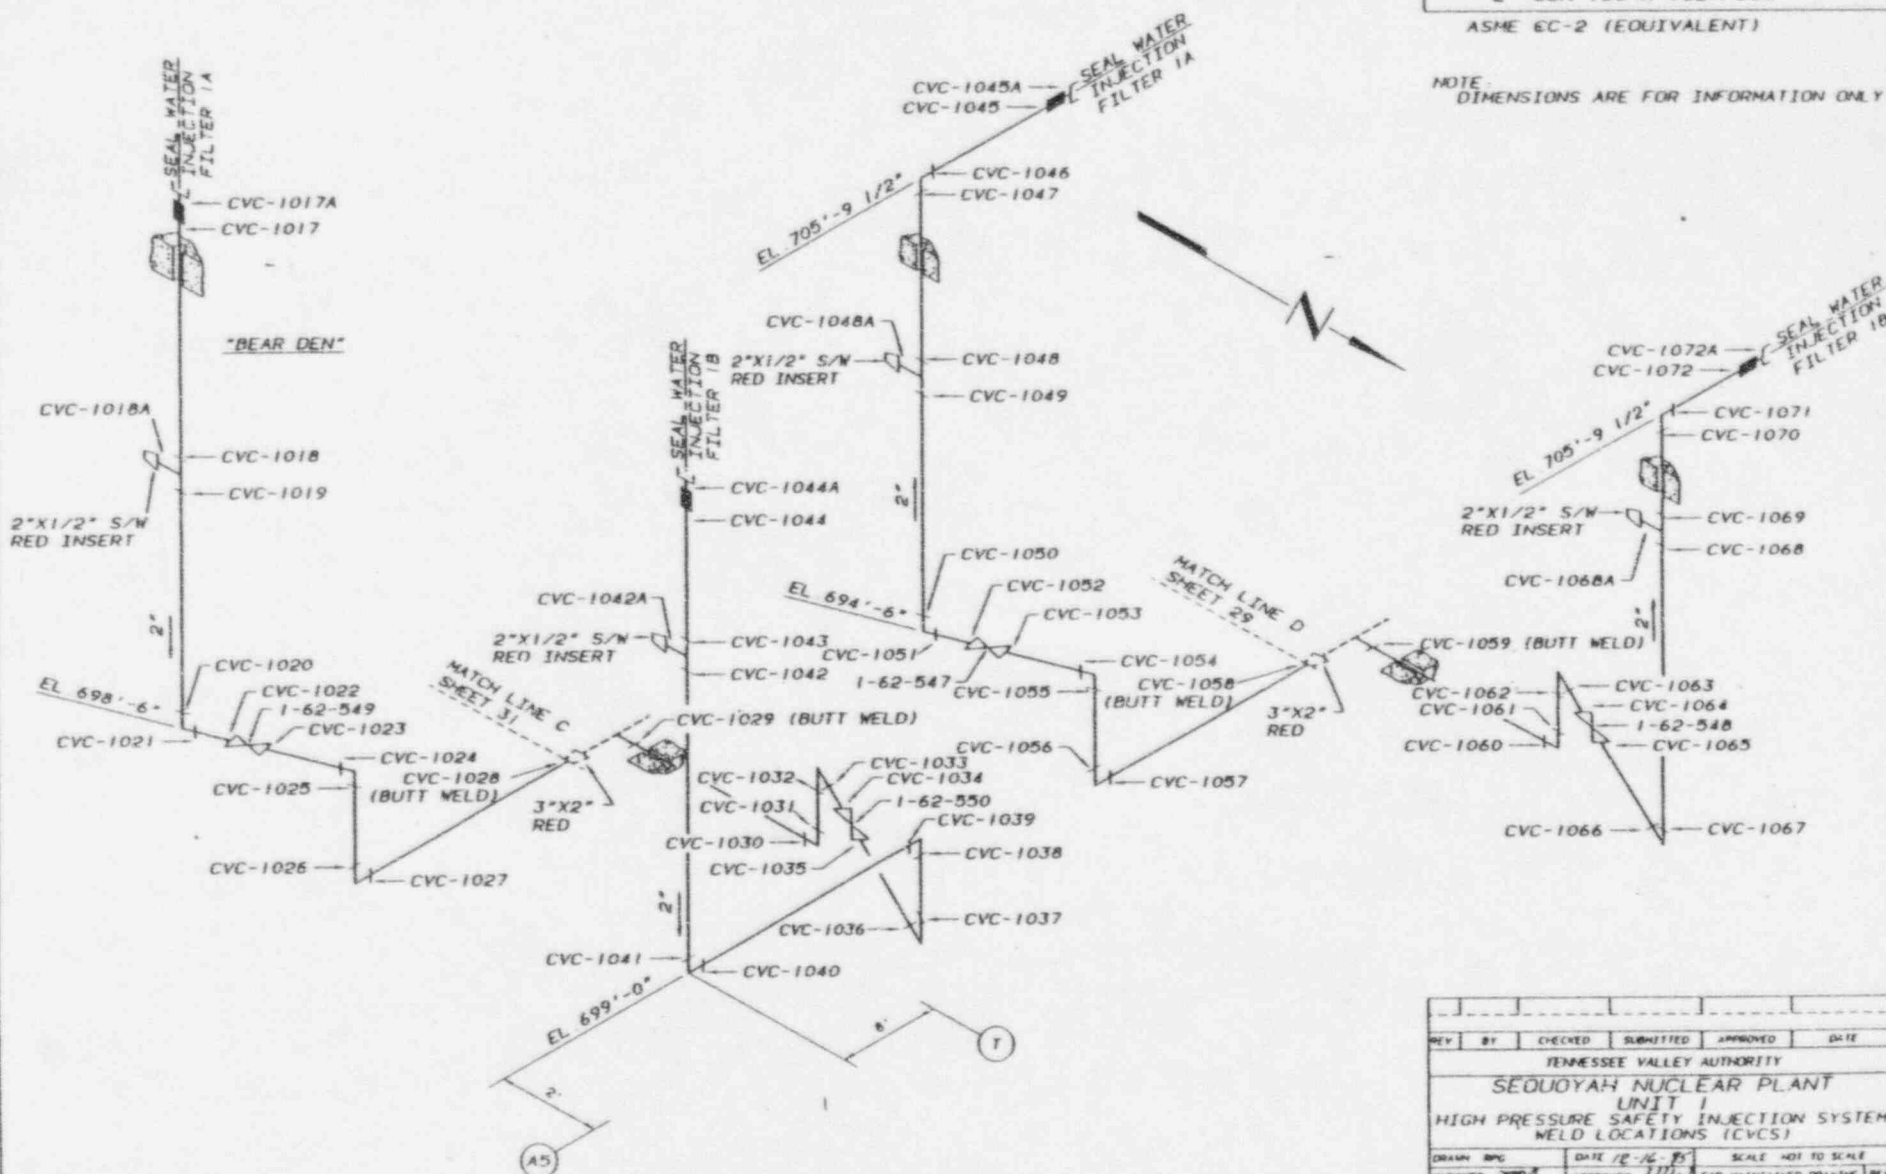 ASME CC-2 (EQUIVALENT)
NOTE:
DIMENSIONS ARE FOR INFORMATION ONLY
SEAL WATER
INJECTION
FILTER 1A
CVC-1017A
CVC-1017
"BEAR DEN"
CVC-1018A
CVC-1018
CVC-1019
2"X1/2" S/W
RED INSERT
2"
CVC-1020
EL 698'-6"
CVC-1022
1-62-549
CVC-1023
CVC-1021
CVC-1024
CVC-1025
CVC-1028
(BUTT WELD)
CVC-1026
CVC-1027
3"X2"
RED
MATCH LINE C
SHEET 31
CVC-1029 (BUTT WELD)
SEAL WATER
INJECTION
FILTER 1B
CVC-1044A
CVC-1044
CVC-1042A
2"X1/2" S/W
RED INSERT
CVC-1043
CVC-1042
CVC-1032
CVC-1033
CVC-1034
CVC-1031
1-62-550
CVC-1030
CVC-1039
CVC-1035
CVC-1038
CVC-1036
CVC-1037
2"
CVC-1041
CVC-1040
EL 699'-0"
8'
T
2'
A5
CVC-1045A
CVC-1045
SEAL WATER
INJECTION
FILTER 1A
CVC-1046
CVC-1047
EL 705'-9 1/2"
CVC-1048A
2"X1/2" S/W
RED INSERT
CVC-1048
CVC-1049
2"
CVC-1050
EL 694'-6"
CVC-1052
CVC-1053
CVC-1051
1-62-547
CVC-1054
CVC-1055
CVC-1058
(BUTT WELD)
CVC-1056
CVC-1057
3"X2"
RED
MATCH LINE D
SHEET 29
CVC-1059 (BUTT WELD)
N
CVC-1072A
CVC-1072
SEAL WATER
INJECTION
FILTER 1B
CVC-1071
CVC-1070
EL 705'-9 1/2"
2"X1/2" S/W
RED INSERT
CVC-1069
CVC-1068
CVC-1068A
2"
CVC-1062
CVC-1063
CVC-1061
CVC-1064
1-62-548
CVC-1060
CVC-1065
CVC-1066
CVC-1067
REV BY CHECKED SUBMITTED APPROVED DATE
TENNESSEE VALLEY AUTHORITY
SEQUOYAH NUCLEAR PLANT
UNIT 1
HIGH PRESSURE SAFETY INJECTION SYSTEM
WELD LOCATIONS (CVCS)
DRAWN RPG DATE 12-16-85 SCALE NOT TO SCALE